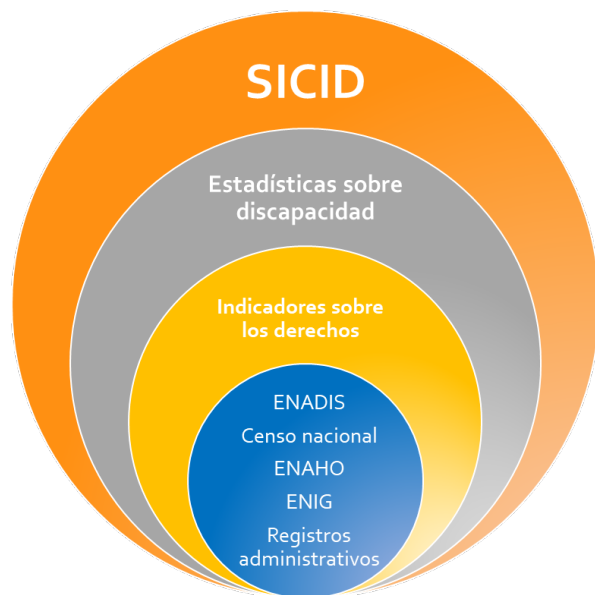 SICID
Estadísticas sobre
discapacidad
Indicadores sobre
los derechos
ENADIS
Censo nacional
ENAHO
ENIG
Registros
administrativos